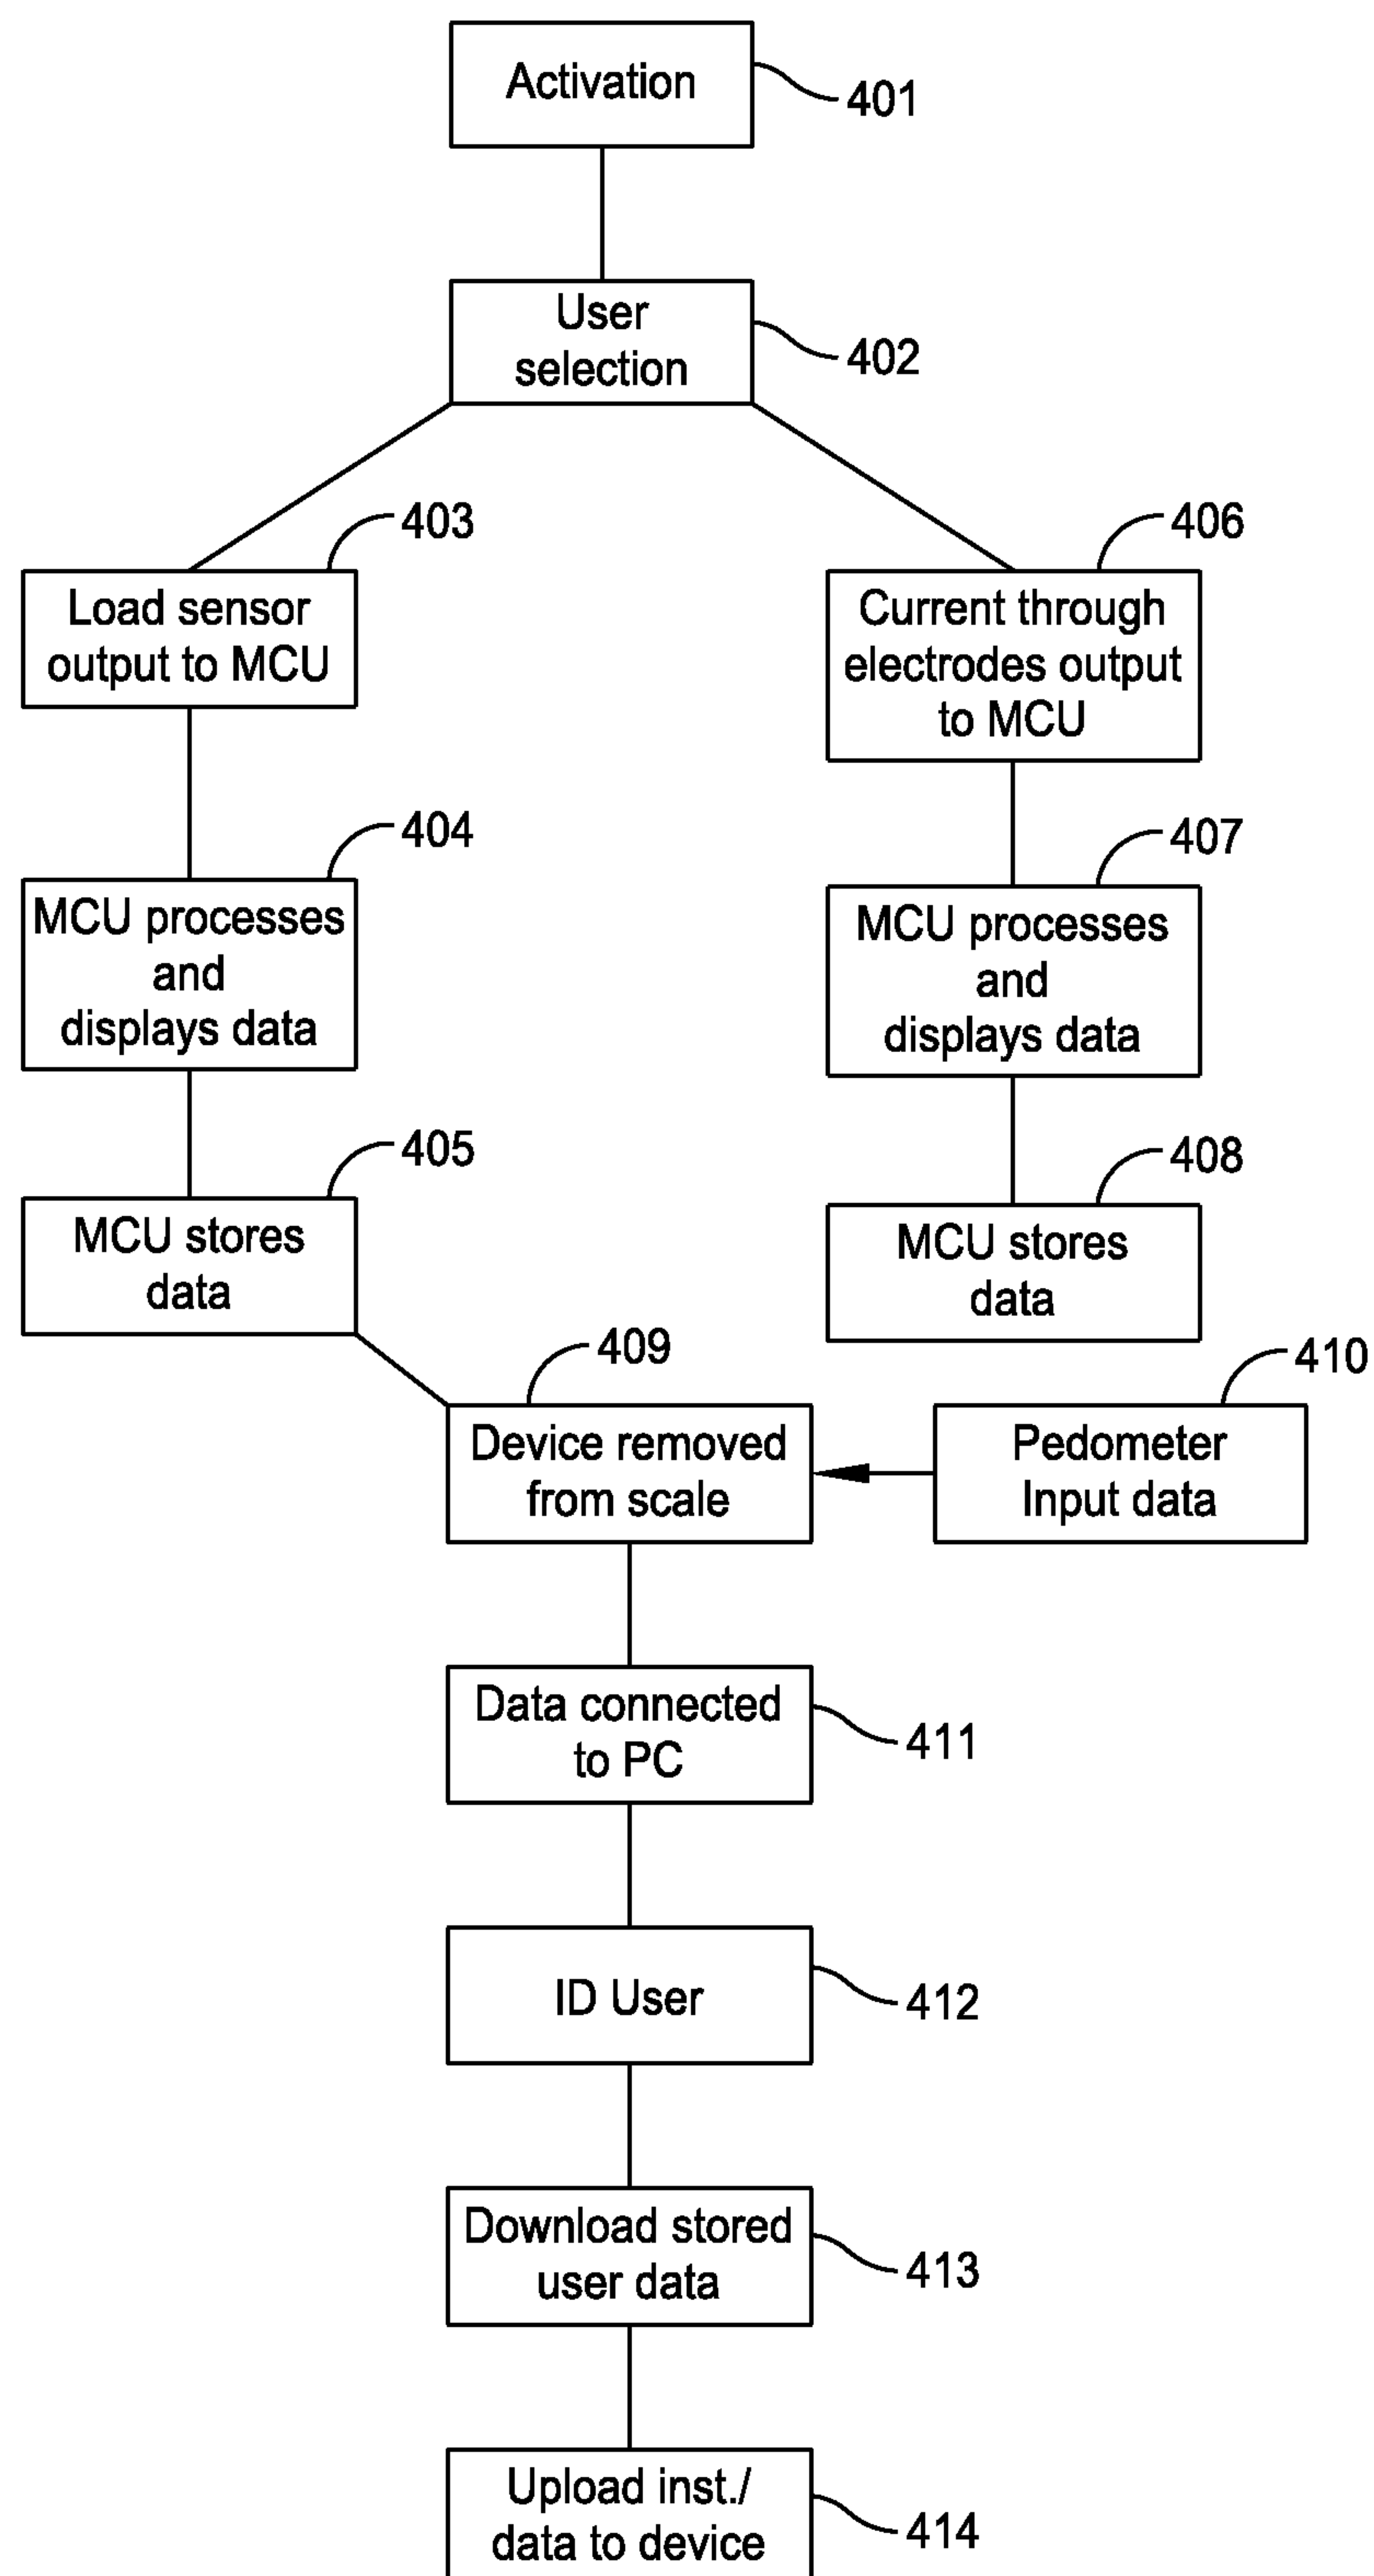 Activation
401
User
selection
402
403
Load sensor
output to MCU
406
Current through
electrodes output
to MCU
404
MCU processes
and
displays data
407
MCU processes
and
displays data
405
MCU stores
data
408
MCU stores
data
409
Device removed
from scale
410
Pedometer
Input data
Data connected
to PC
411
ID User
412
Download stored
user data
413
Upload inst./
data to device
414